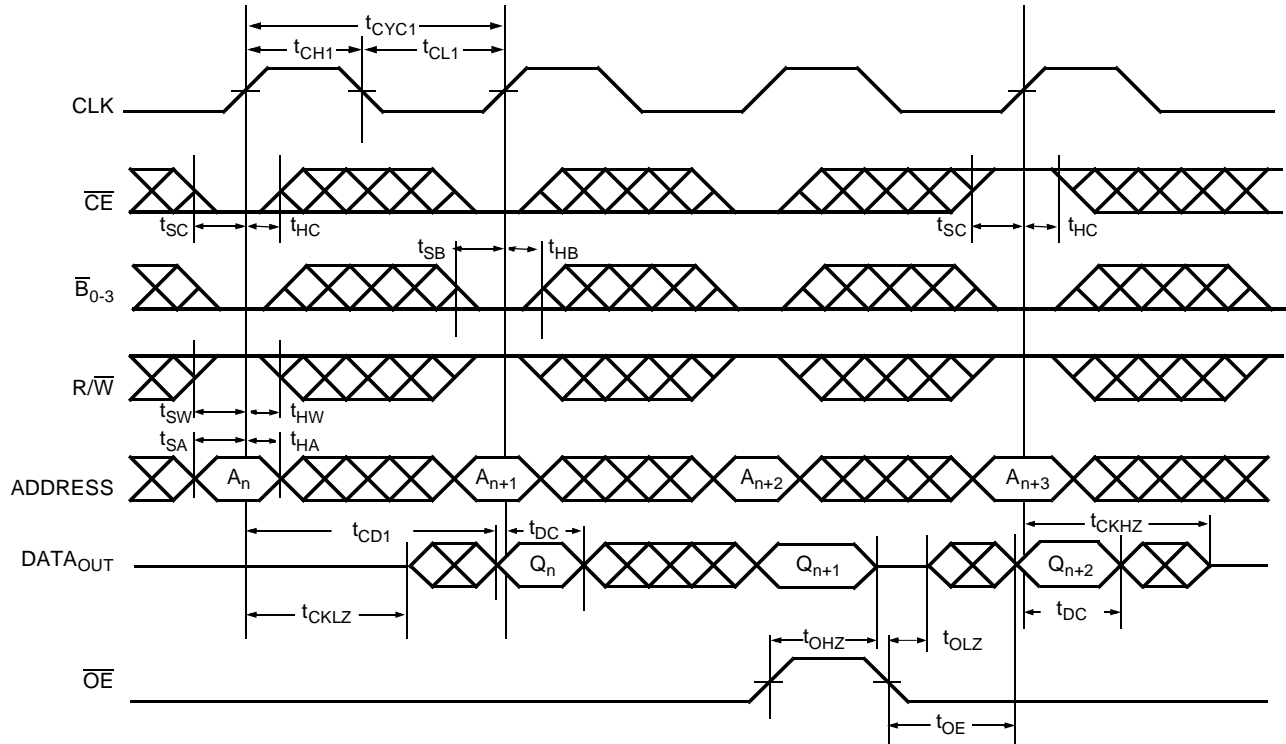 tCYC1
tCH1
tCL1
CLK
CE
tSC
tHC
tSC
tHC
tSB
tHB
B0-3
R/W
tSW
tHW
tSA
tHA
ADDRESS
An
An+1
An+2
An+3
tCD1
tDC
tCKHZ
DATAOUT
Qn
Qn+1
Qn+2
tCKLZ
tDC
tOHZ
tOLZ
OE
tOE